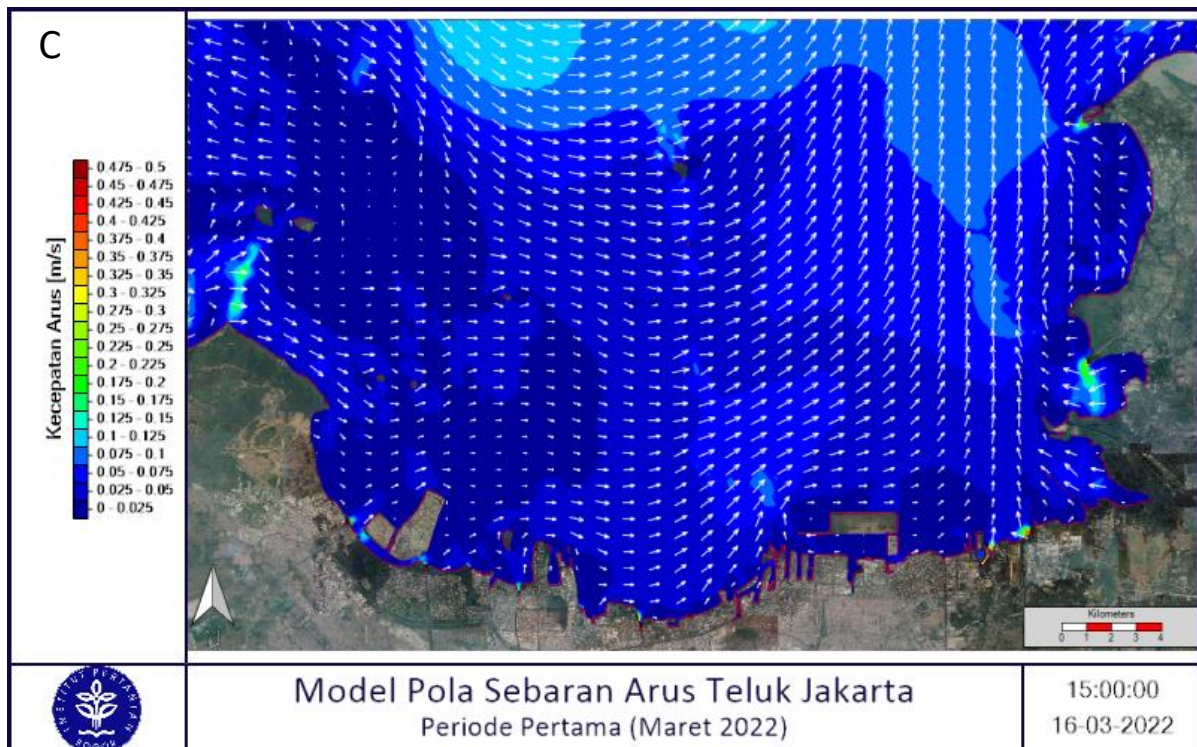 C
Kecepatan Arus [m/s]
0.475 - 0.5
0.45 - 0.475
0.425 - 0.45
0.4 - 0.425
0.375 - 0.4
0.35 - 0.375
0.325 - 0.35
0.3 - 0.325
0.275 - 0.3
0.25 - 0.275
0.225 - 0.25
0.2 - 0.225
0.175 - 0.2
0.15 - 0.175
0.125 - 0.15
0.1 - 0.125
0.075 - 0.1
0.05 - 0.075
0.025 - 0.05
0 - 0.025
Kilometers
0 1 2 3 4
INSTITUT PERTANIAN
BOGOR
Model Pola Sebaran Arus Teluk Jakarta
Periode Pertama (Maret 2022)
15:00:00
16-03-2022